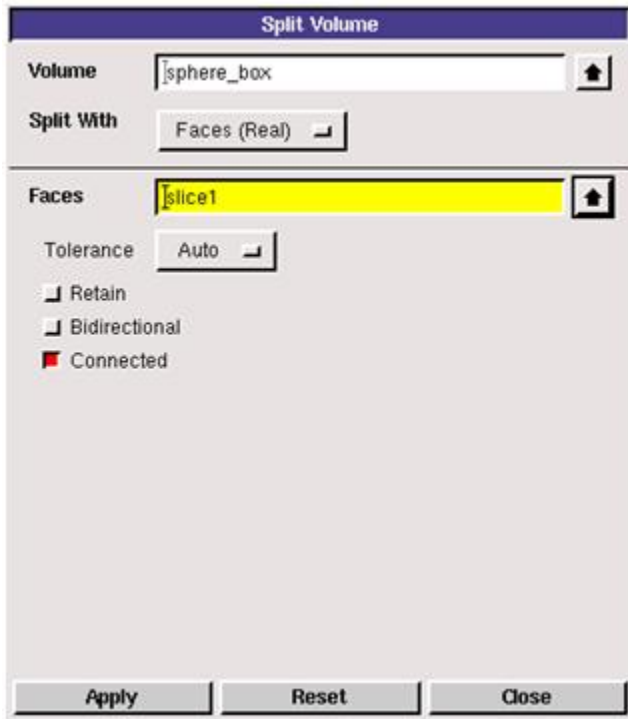 Split Volume
Volume sphere_box
Split With Faces (Real)
Faces slice1
Tolerance Auto
Retain
Bidirectional
Connected
Apply Reset Close